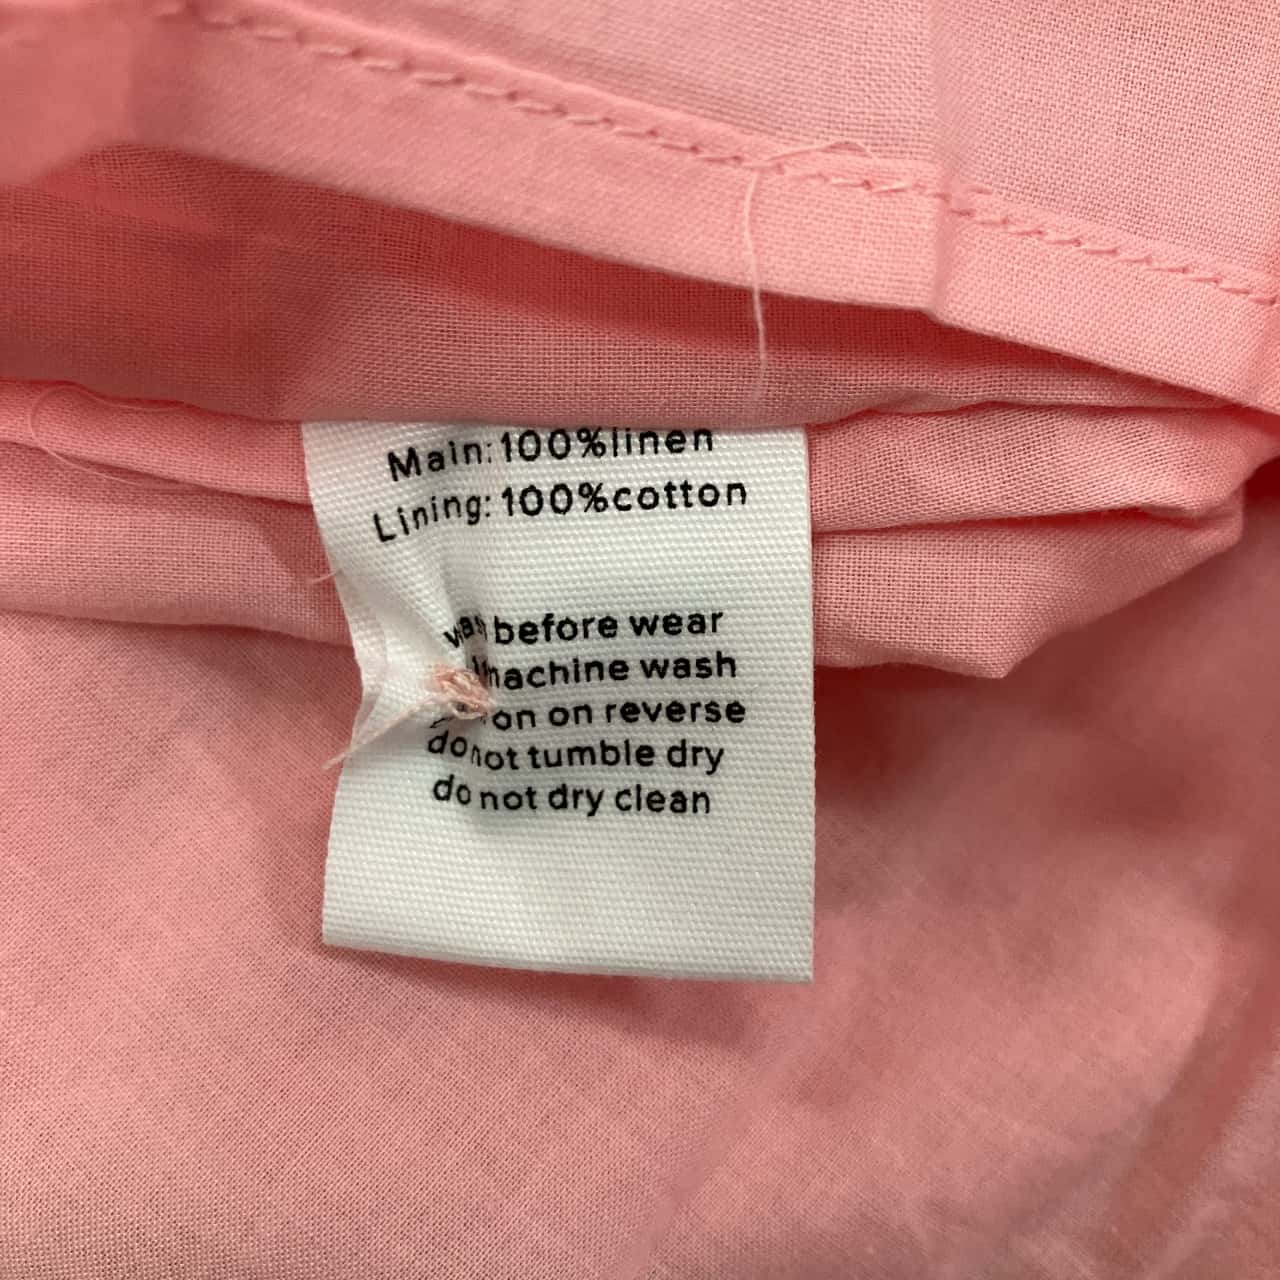 Main:100%linen
Lining:100%cotton
wash before wear
machine wash
on reverse
do not tumble dry
do not dry clean